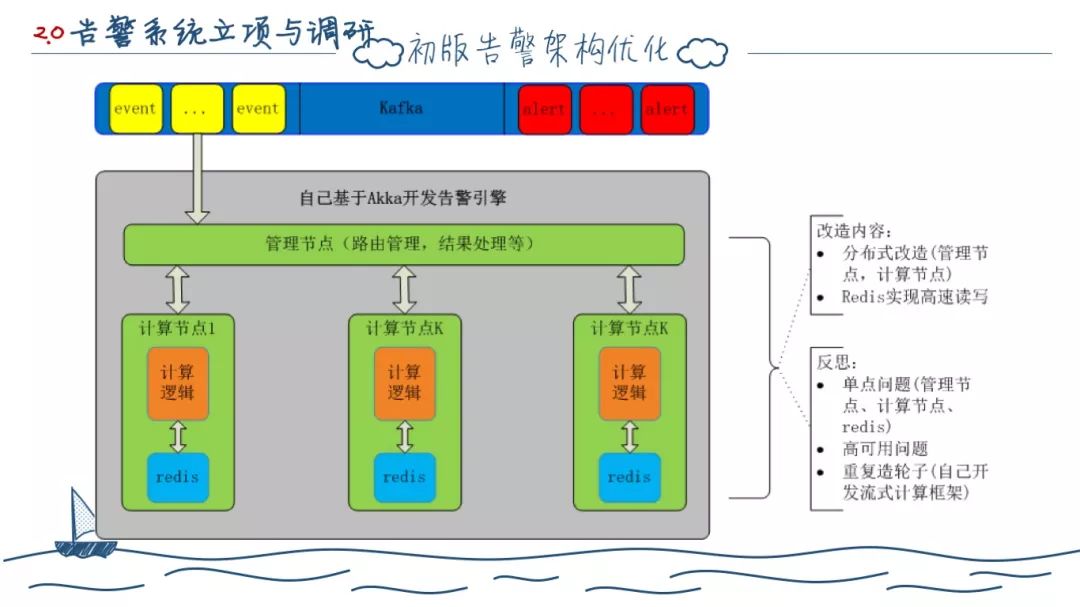 2.0 告警系统立项与调研
初版告警架构优化
event
...
event
Kafka
alert
...
alert
自己基于Akka开发告警引擎
管理节点（路由管理，结果处理等）
计算节点1
计算
逻辑
redis
计算节点K
计算
逻辑
redis
计算节点K
计算
逻辑
redis
改造内容：
• 分布式改造(管理节
点，计算节点)
• Redis实现高速读写
反思：
• 单点问题(管理节
点、计算节点、
redis)
• 高可用问题
• 重复造轮子(自己开
发流式计算框架)